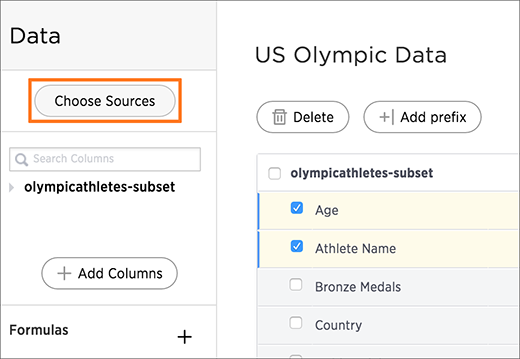 Data
Choose Sources
Search Columns
olympicathletes-subset
Add Columns
Formulas
US Olympic Data
Delete
Add prefix
olympicathletes-subset
Age
Athlete Name
Bronze Medals
Country